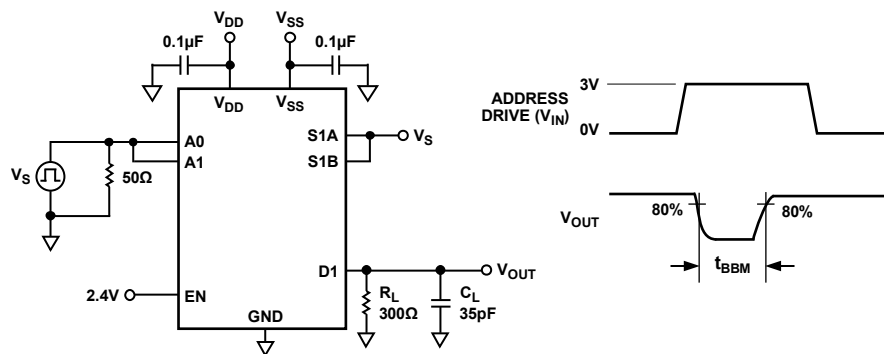 VDD
VSS
0.1µF
0.1µF
VDD
VSS
A0
A1
S1A
S1B
VS
VS
50Ω
2.4V
EN
D1
VOUT
RL
300Ω
CL
35pF
GND
3V
ADDRESS
DRIVE (VIN)
0V
VOUT
80%
80%
tBBM